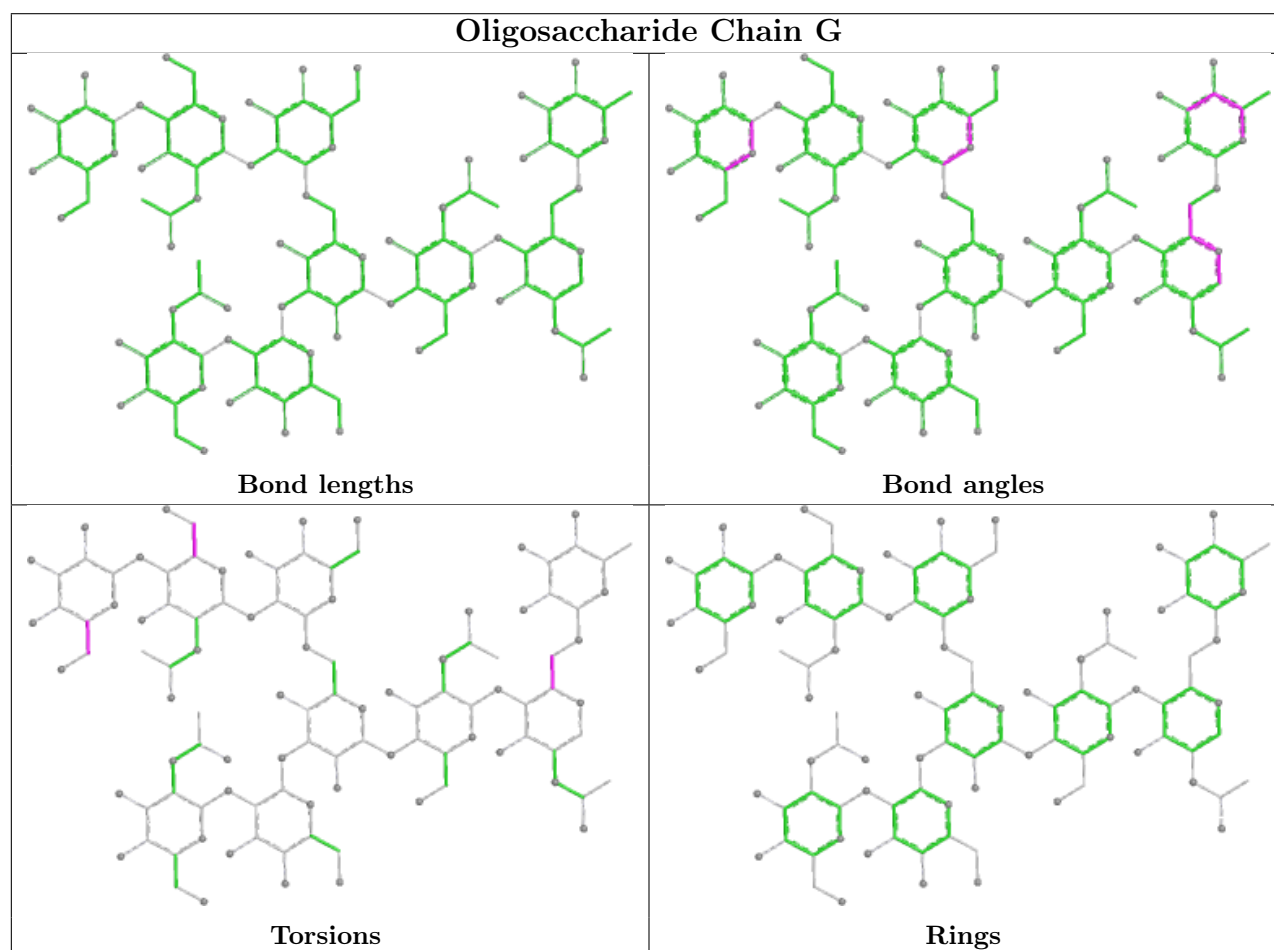 Oligosaccharide Chain G
Bond lengths
Bond angles
Torsions
Rings